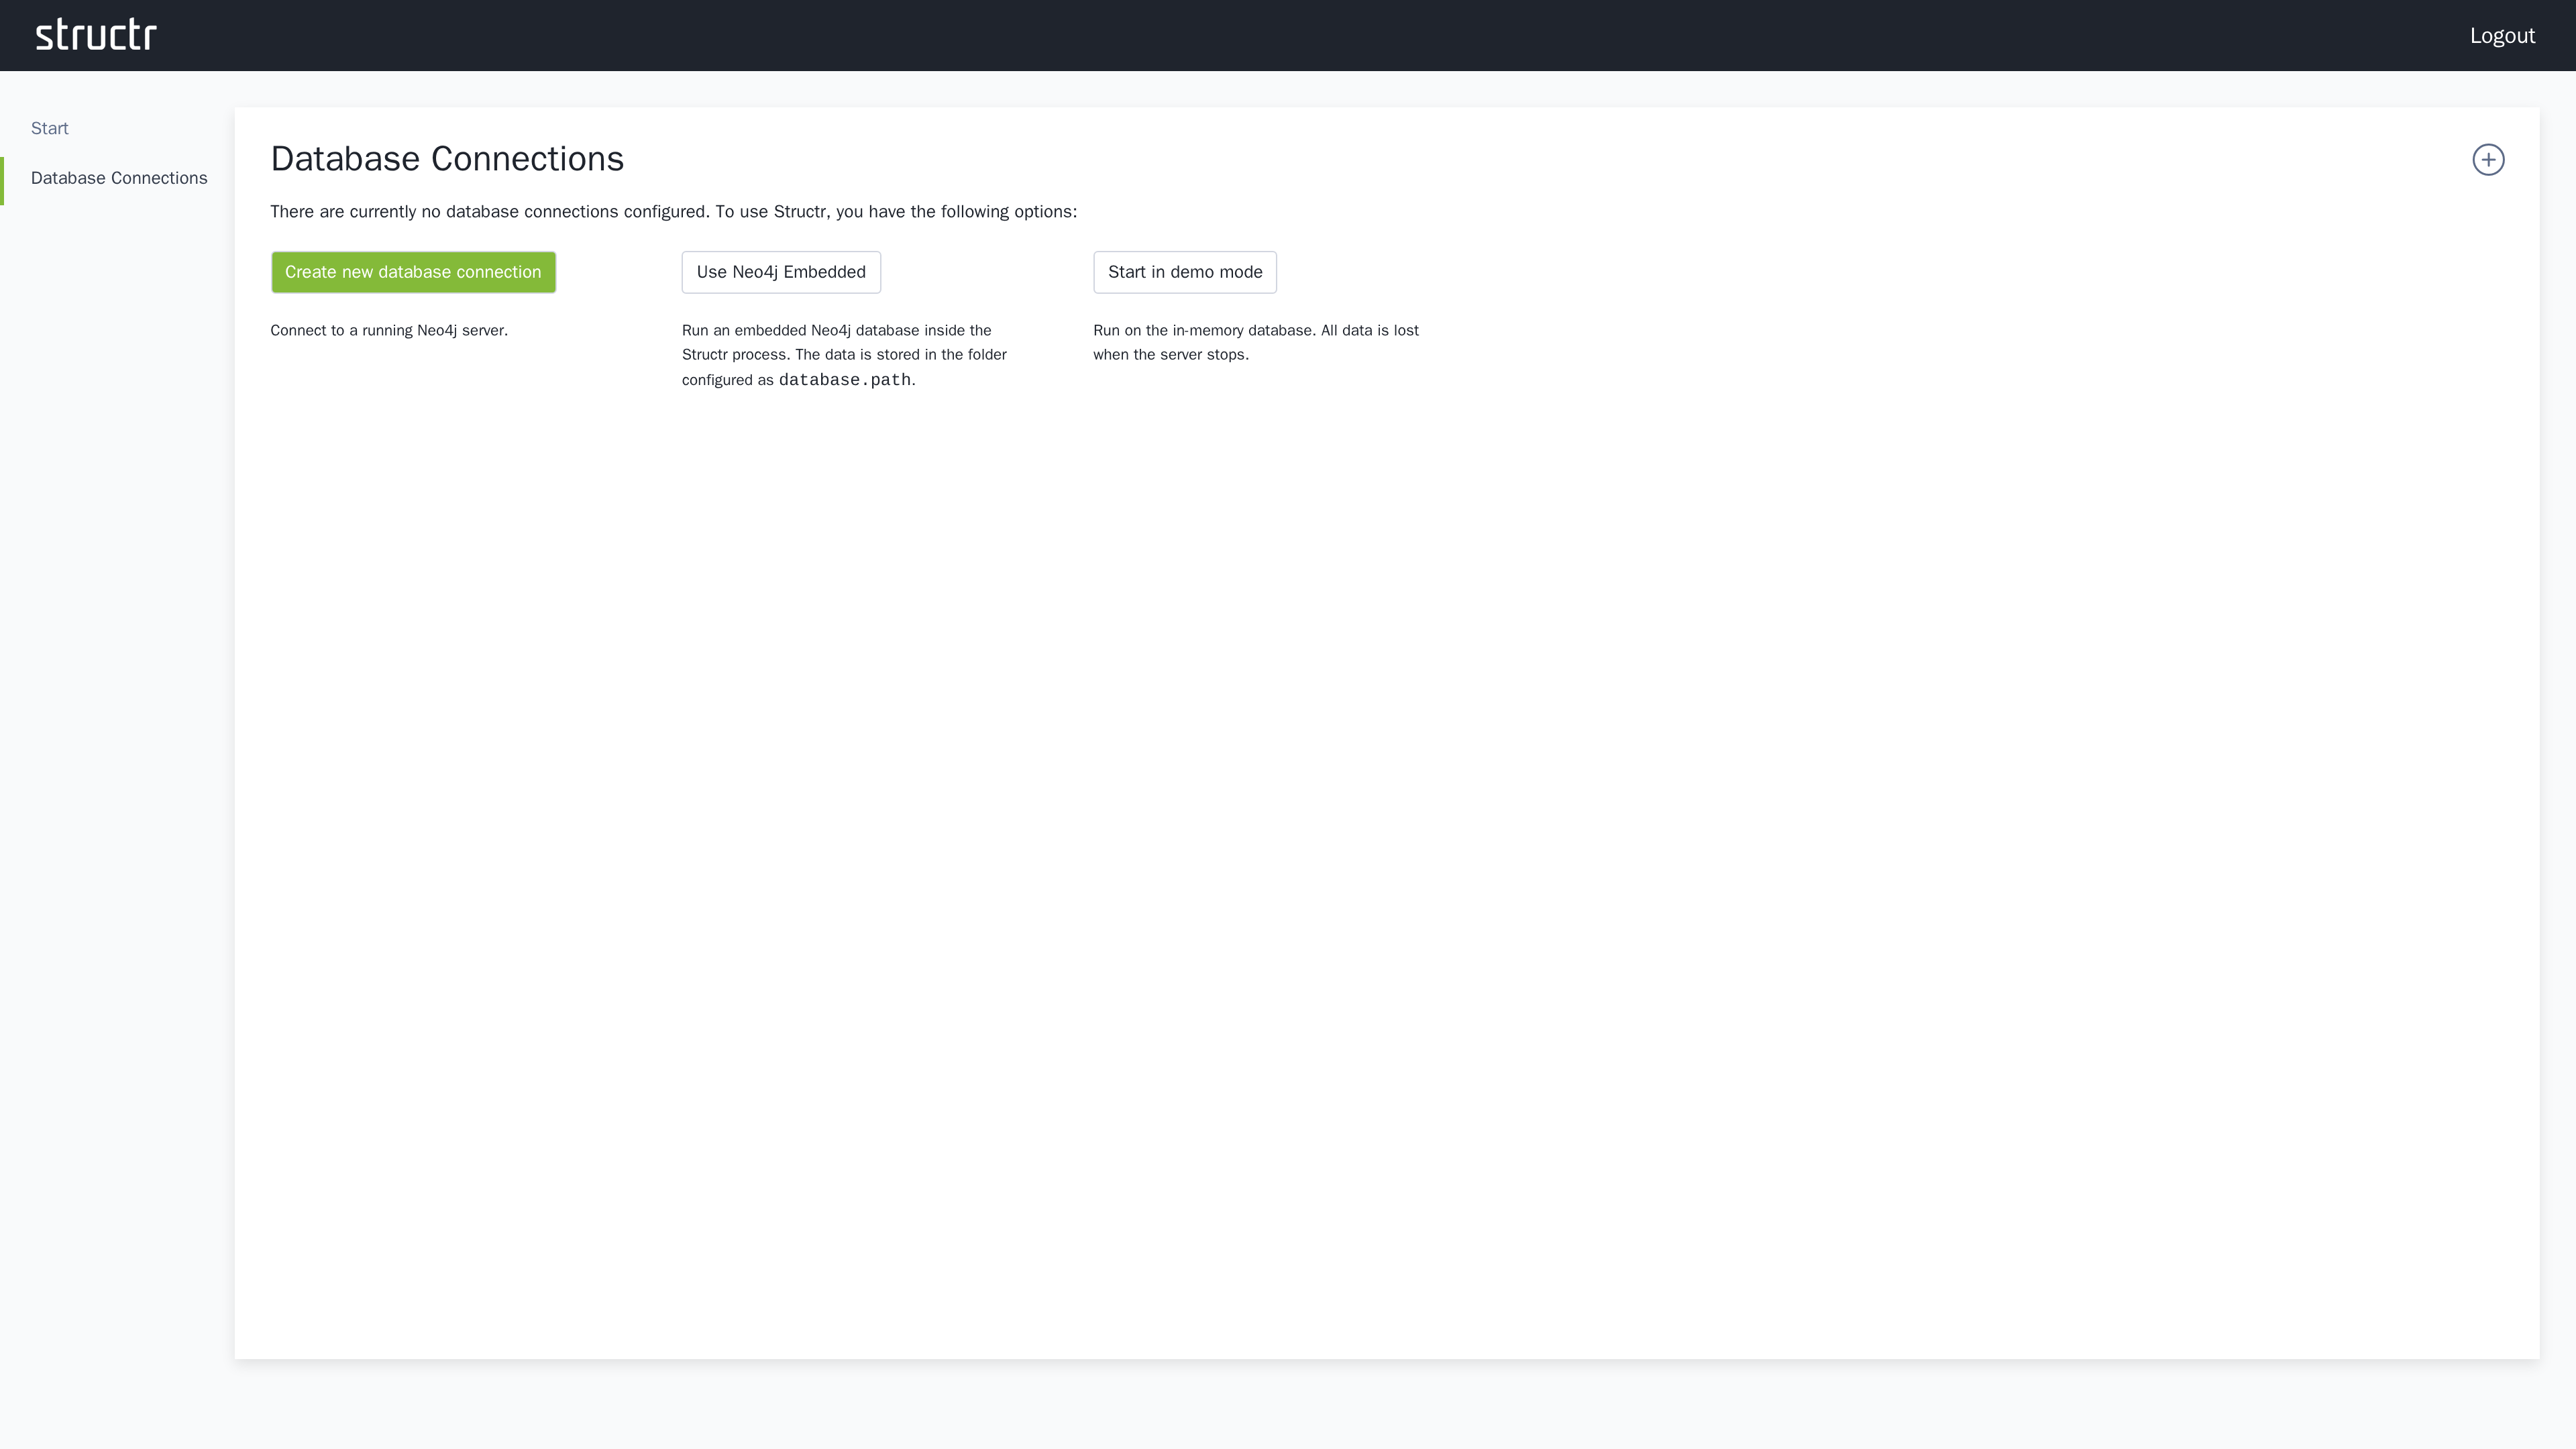 structr
Logout
Start
Database Connections
Database Connections
There are currently no database connections configured. To use Structr, you have the following options:
Create new database connection
Use Neo4j Embedded
Start in demo mode
Connect to a running Neo4j server.
Run an embedded Neo4j database inside the
Structr process. The data is stored in the folder
configured as database.path.
Run on the in-memory database. All data is lost
when the server stops.